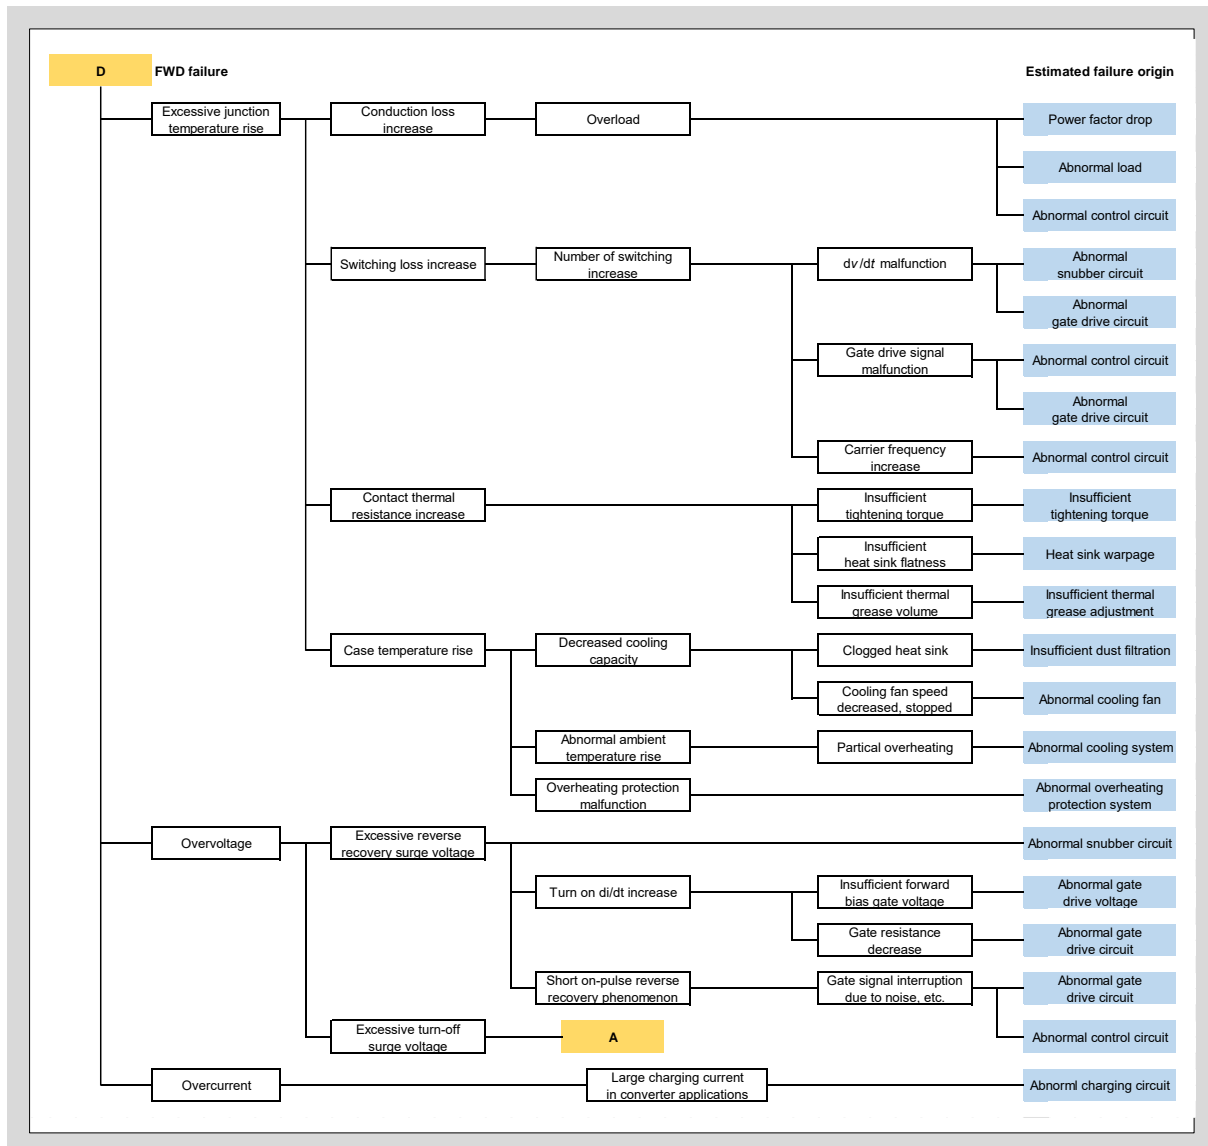 D
FWD failure
Estimated failure origin
Excessive junction
temperature rise
Conduction loss
increase
Overload
Power factor drop
Abnormal load
Abnormal control circuit
Switching loss increase
Number of switching
increase
dv/dt malfunction
Abnormal
snubber circuit
Abnormal
gate drive circuit
Gate drive signal
malfunction
Abnormal control circuit
Abnormal
gate drive circuit
Carrier frequency
increase
Abnormal control circuit
Contact thermal
resistance increase
Insufficient
tightening torque
Insufficient
tightening torque
Insufficient
heat sink flatness
Heat sink warpage
Insufficient thermal
grease volume
Insufficient thermal
grease adjustment
Case temperature rise
Decreased cooling
capacity
Clogged heat sink
Insufficient dust filtration
Cooling fan speed
decreased, stopped
Abnormal cooling fan
Abnormal ambient
temperature rise
Partical overheating
Abnormal cooling system
Overheating protection
malfunction
Abnormal overheating
protection system
Overvoltage
Excessive reverse
recovery surge voltage
Abnormal snubber circuit
Turn on di/dt increase
Insufficient forward
bias gate voltage
Abnormal gate
drive voltage
Gate resistance
decrease
Abnormal gate
drive circuit
Short on-pulse reverse
recovery phenomenon
Gate signal interruption
due to noise, etc.
Abnormal gate
drive circuit
Excessive turn-off
surge voltage
A
Abnormal control circuit
Overcurrent
Large charging current
in converter applications
Abnorml charging circuit